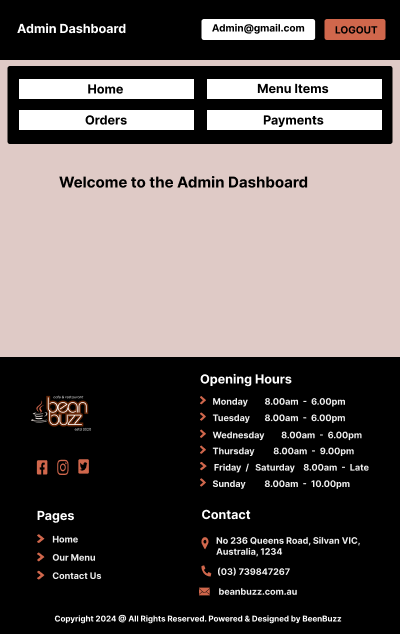 Admin Dashboard
Admin@gmail.com
LOGOUT
Home
Menu Items
Orders
Payments
Welcome to the Admin Dashboard
cafe & restaurant
bean
buzz
estd 2020
Opening Hours
Monday 8.00am - 6.00pm
Tuesday 8.00am - 6.00pm
Wednesday 8.00am - 6.00pm
Thursday 8.00am - 9.00pm
Friday / Saturday 8.00am - Late
Sunday 8.00am - 10.00pm
Pages
Home
Our Menu
Contact Us
Contact
No 236 Queens Road, Silvan VIC,
Australia, 1234
(03) 739847267
beanbuzz.com.au
Copyright 2024 @ All Rights Reserved. Powered & Designed by BeenBuzz